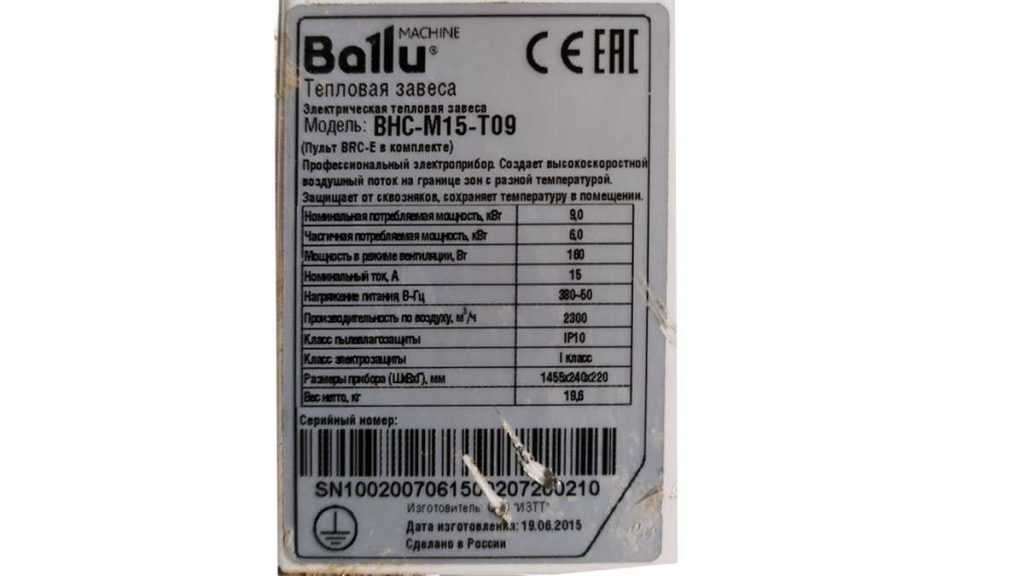 Ballu® MACHINE CE EAC
Тепловая завеса
Электрическая тепловая завеса
Модель: BHC-M15-T09
(Пульт BRC-E в комплекте)
Профессиональный электроприбор. Создает высокоскоростной
воздушный поток на границе зон с разной температурой.
Защищает от сквозняков, сохраняет температуру в помещении.
Номинальная потребляемая мощность, кВт 9,0
Частичная потребляемая мощность, кВт 6,0
Мощность в режиме вентиляции, Вт 160
Номинальный ток, А 15
Напряжение питания, В-Гц 380-50
Производительность по воздуху, м³/ч 2300
Класс пылевлагозащиты IP10
Класс электрозащиты I класс
Размеры прибора (ШхВхГ), мм 1455x240x220
Вес нетто, кг 19,6
Серийный номер:
Изготовитель "ИЗТТ"
Дата изготовления: 19.06.2015
Сделано в России